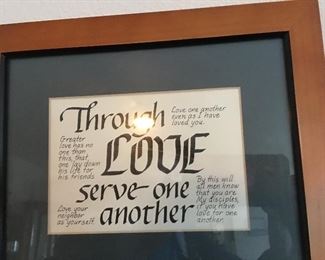 Through
Love one another
even as I have
loved you.
Greater
love has no
one than
this, that
one lay down
his life for
his friends
LOVE
serve one
another
Love your
neighbor
as yourself.
By this will
all men know
that you are
My disciples,
if you have
love for one
another.